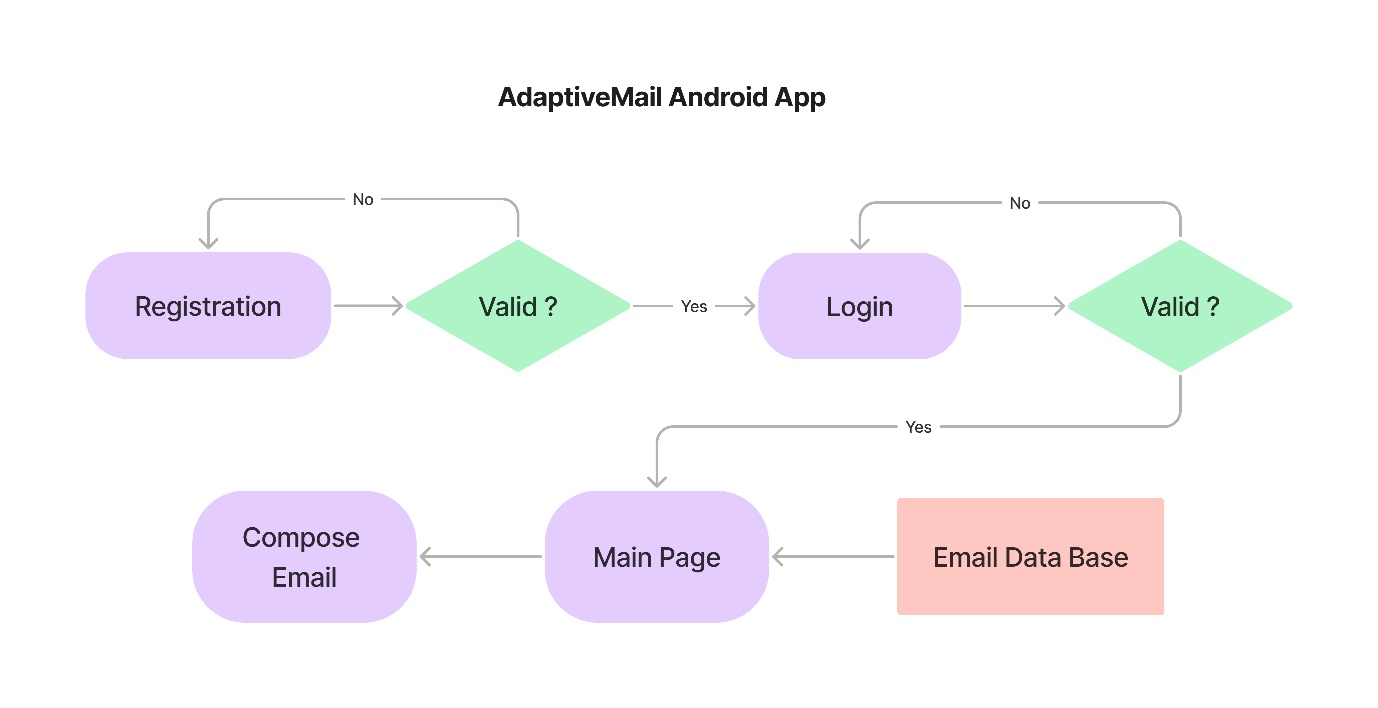 AdaptiveMail Android App
No
No
Registration
Valid ?
Yes
Login
Valid ?
Yes
Compose
Email
Main Page
Email Data Base